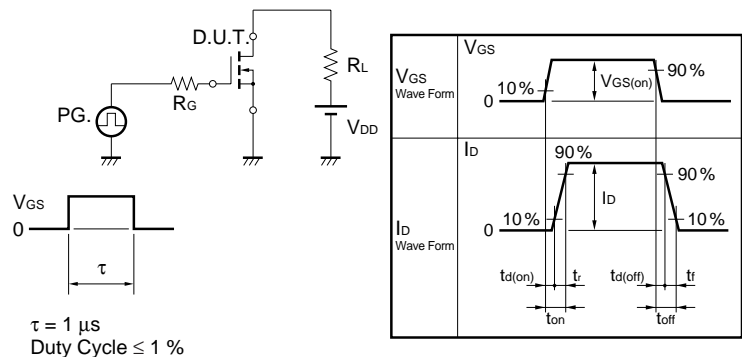 D.U.T.
RL
RG
PG.
VDD
VGS
0
τ
τ = 1 μs
Duty Cycle ≤ 1 %
VGS
Wave Form
VGS
10 %
0
VGS(on)
90 %
ID
Wave Form
ID
90 %
90 %
ID
10 %
0
10 %
td(on)
tr
td(off)
tf
ton
toff